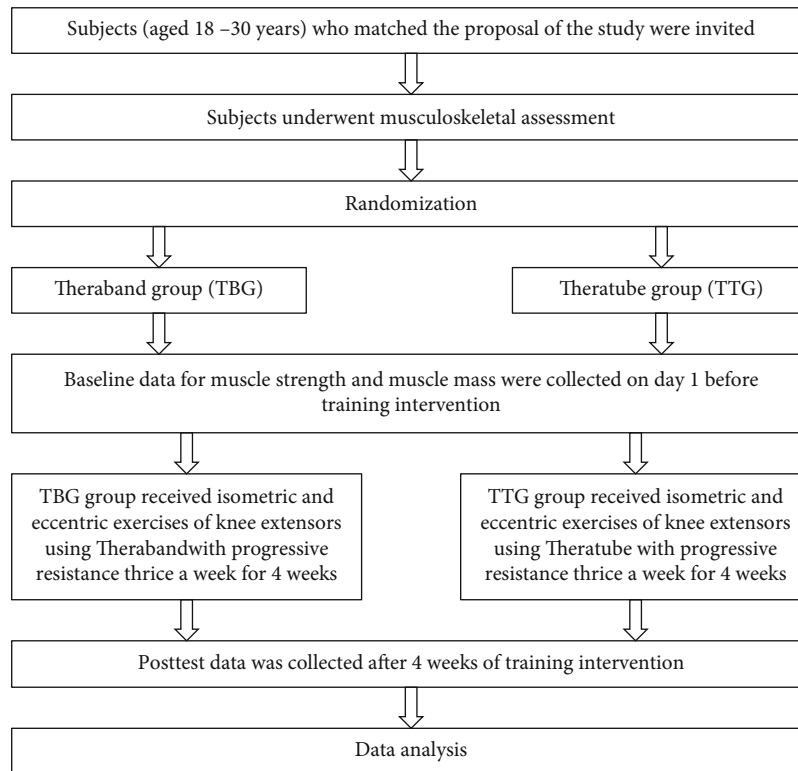 Subjects (aged 18 –30 years) who matched the proposal of the study were invited
Subjects underwent musculoskeletal assessment
Randomization
Theraband group (TBG)
Theratube group (TTG)
Baseline data for muscle strength and muscle mass were collected on day 1 before
training intervention
TBG group received isometric and
eccentric exercises of knee extensors
using Therabandwith progressive
resistance thrice a week for 4 weeks
TTG group received isometric and
eccentric exercises of knee extensors
using Theratube with progressive
resistance thrice a week for 4 weeks
Posttest data was collected after 4 weeks of training intervention
Data analysis